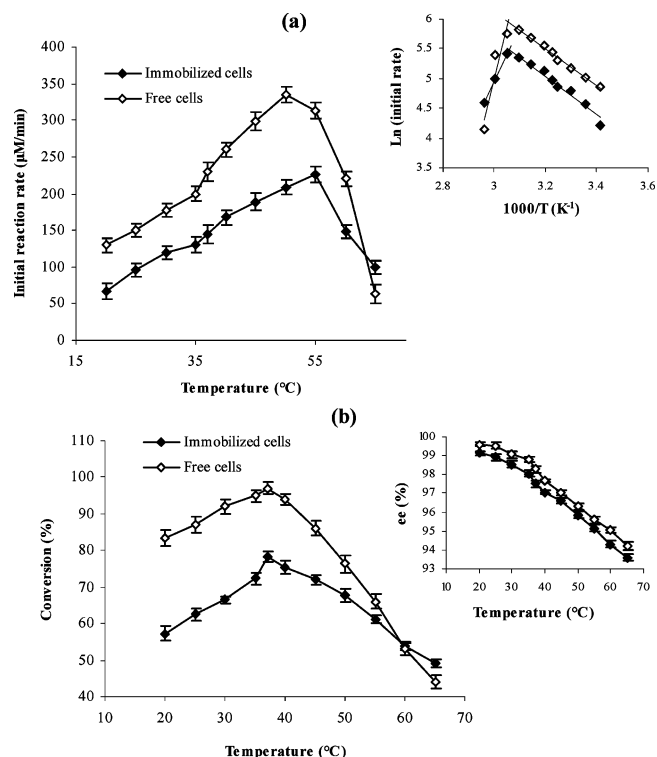 (a)
400
350
300
250
200
150
100
50
0
Initial reaction rate (µM/min)
Immobilized cells
Free cells
15 35 55
Temperature (°C)
6
5.5
5
4.5
4
3.5
Ln (initial rate)
2.8 3 3.2 3.4 3.6
1000/T (K-1)
(b)
110
100
90
80
70
60
50
40
Conversion (%)
Immobilized cells
Free cells
10 20 30 40 50 60 70
Temperature (°C)
100
99
98
97
96
95
94
93
ee (%)
10 20 30 40 50 60 70
Temperature (°C)